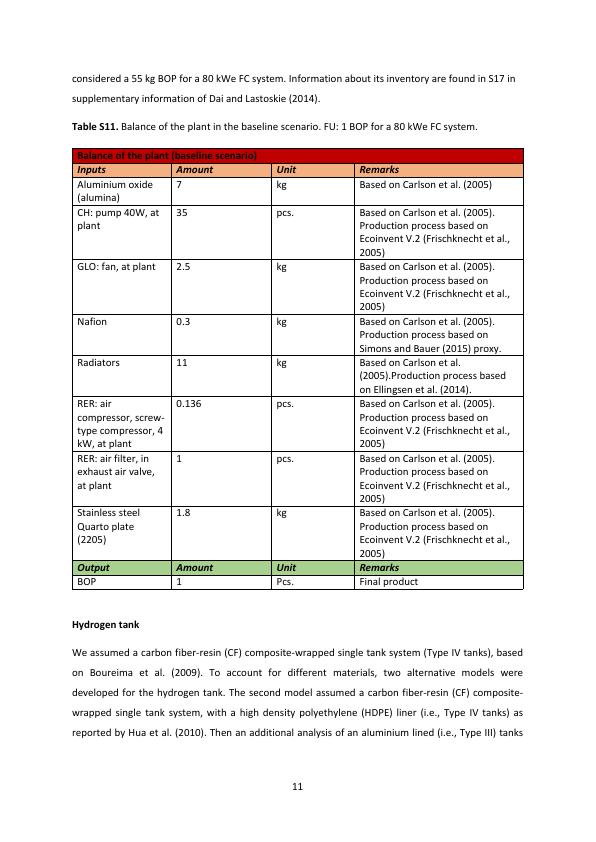 considered a 55 kg BOP for a 80 kWe FC system. Information about its inventory are found in S17 in
supplementary information of Dai and Lastoskie (2014).
Table S11. Balance of the plant in the baseline scenario. FU: 1 BOP for a 80 kWe FC system.
Balance of the plant (baseline scenario)
Inputs Amount Unit Remarks
Aluminium oxide 7 kg Based on Carlson et al. (2005)
(alumina)
CH: pump 40W, at 35 pcs. Based on Carlson et al. (2005).
plant Production process based on
Ecoinvent V.2 (Frischknecht et al.,
2005)
GLO: fan, at plant 2.5 kg Based on Carlson et al. (2005).
Production process based on
Ecoinvent V.2 (Frischknecht et al.,
2005)
Nafion 0.3 kg Based on Carlson et al. (2005).
Production process based on
Simons and Bauer (2015) proxy.
Radiators 11 kg Based on Carlson et al.
(2005).Production process based
on Ellingsen et al. (2014).
RER: air 0.136 pcs. Based on Carlson et al. (2005).
compressor, screw- Production process based on
type compressor, 4 Ecoinvent V.2 (Frischknecht et al.,
kW, at plant 2005)
RER: air filter, in 1 pcs. Based on Carlson et al. (2005).
exhaust air valve, Production process based on
at plant Ecoinvent V.2 (Frischknecht et al.,
2005)
Stainless steel 1.8 kg Based on Carlson et al. (2005).
Quarto plate Production process based on
(2205) Ecoinvent V.2 (Frischknecht et al.,
2005)
Output Amount Unit Remarks
BOP 1 Pcs. Final product
Hydrogen tank
We assumed a carbon fiber-resin (CF) composite-wrapped single tank system (Type IV tanks), based
on Boureima et al. (2009). To account for different materials, two alternative models were
developed for the hydrogen tank. The second model assumed a carbon fiber-resin (CF) composite-
wrapped single tank system, with a high density polyethylene (HDPE) liner (i.e., Type IV tanks) as
reported by Hua et al. (2010). Then an additional analysis of an aluminium lined (i.e., Type III) tanks
11